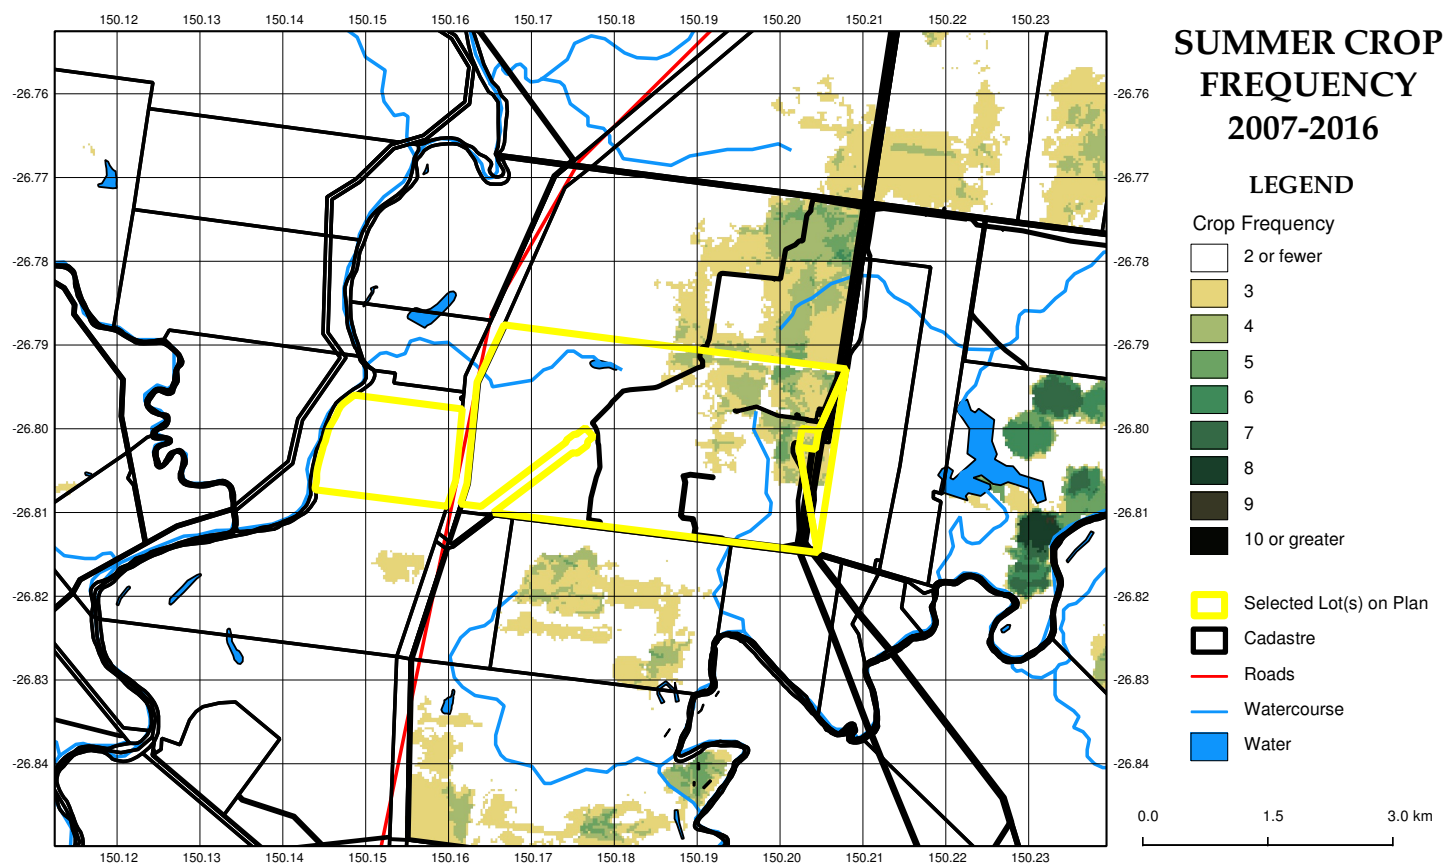 150.12 150.13 150.14 150.15 150.16 150.17 150.18 150.19 150.20 150.21 150.22 150.23
SUMMER CROP
FREQUENCY
2007-2016
LEGEND
Crop Frequency
2 or fewer
3
4
5
6
7
8
9
10 or greater
Selected Lot(s) on Plan
Cadastre
Roads
Watercourse
Water
0.0 1.5 3.0 km
-26.76 -26.76
-26.77 -26.77
-26.78 -26.78
-26.79 -26.79
-26.80 -26.80
-26.81 -26.81
-26.82 -26.82
-26.83 -26.83
-26.84 -26.84
150.12 150.13 150.14 150.15 150.16 150.17 150.18 150.19 150.20 150.21 150.22 150.23